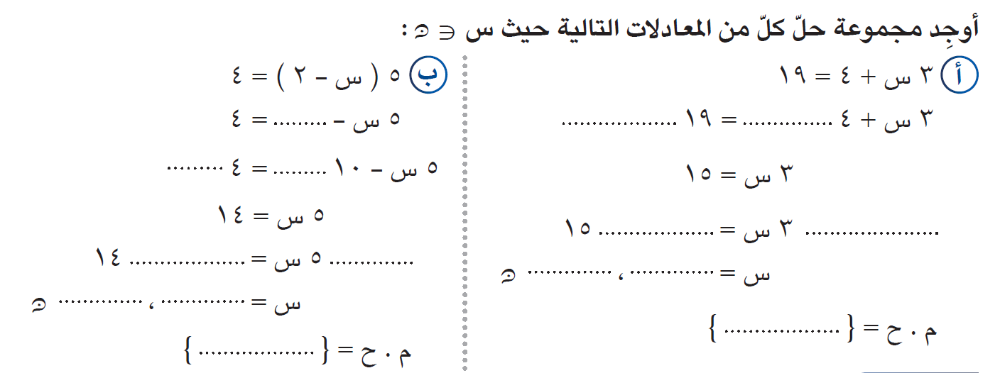 أوجِد مجموعة حلّ كلّ من المعادلات التالية حيث س ∈ ص :
أ ٣ س + ٤ = ١٩
٣ س + ٤ .............. = ١٩ ..................
٣ س = ١٥
..................... ٣ س = .................. ١٥
س = .............. ، .............. ص
م . ح = { .................. }
ب ٥ ( س – ٢ ) = ٤
٥ س – ......... = ٤
٥ س – ١٠ ......... = ٤ .........
٥ س = ١٤
............. ٥ س = .................. ١٤
س = ............. ، ............. ص
م . ح = { .................. }